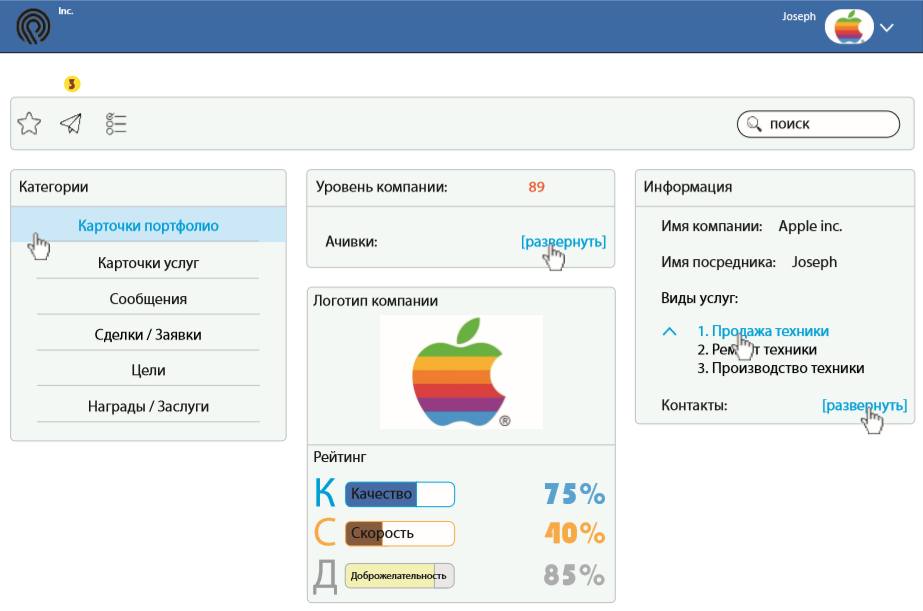 Inc.
Joseph
3
поиск
Категории
Карточки портфолио
Карточки услуг
Сообщения
Сделки / Заявки
Цели
Награды / Заслуги
Уровень компании: 89
Ачивки: [развернуть]
Логотип компании
®
Рейтинг
К Качество 75%
С Скорость 40%
Д Доброжелательность 85%
Информация
Имя компании: Apple inc.
Имя посредника: Joseph
Виды услуг:
1. Продажа техники
2. Ремонт техники
3. Производство техники
Контакты: [развернуть]